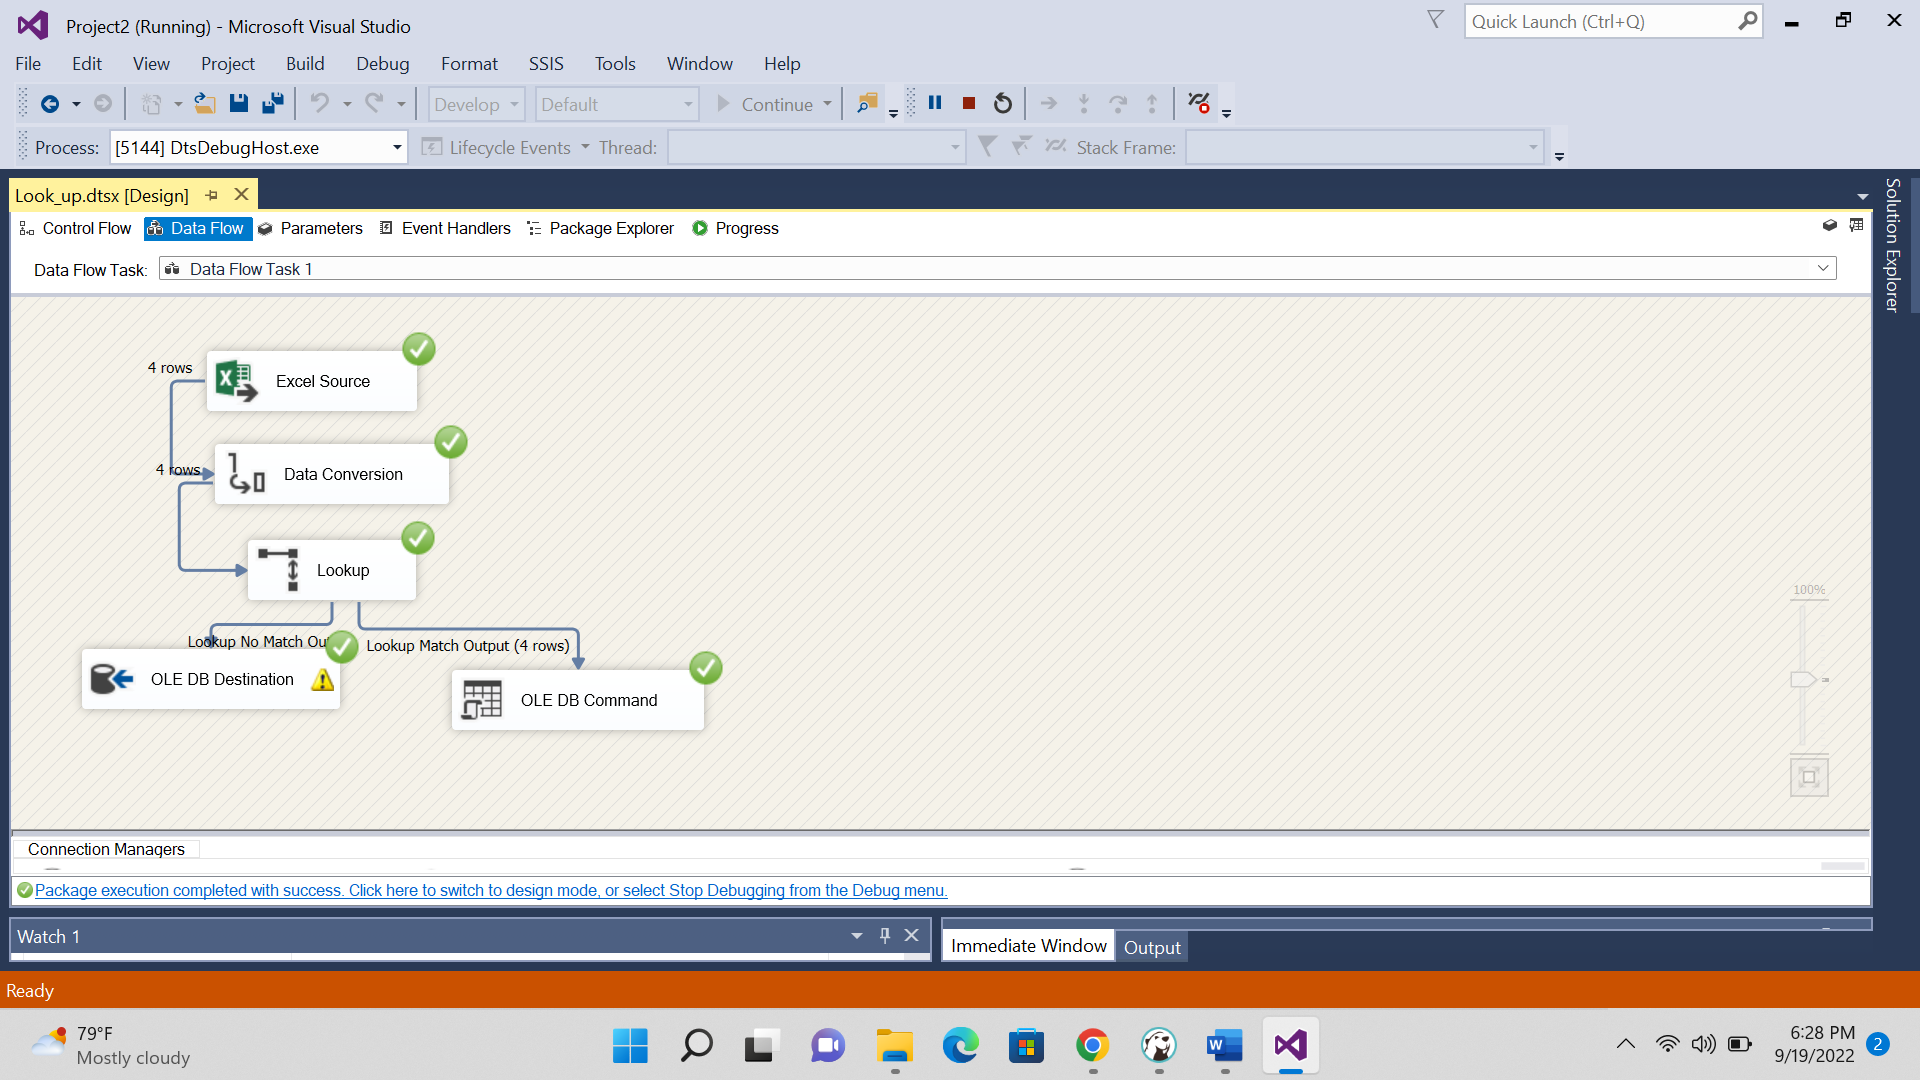 Project2 (Running) - Microsoft Visual Studio
Quick Launch (Ctrl+Q)
File Edit View Project Build Debug Format SSIS Tools Window Help
Develop Default Continue
Process: [5144] DtsDebugHost.exe Lifecycle Events Thread: Stack Frame:
Look_up.dtsx [Design]
Solution Explorer
Control Flow Data Flow Parameters Event Handlers Package Explorer Progress
Data Flow Task: Data Flow Task 1
4 rows
Excel Source
4 rows
Data Conversion
Lookup
100%
Lookup No Match Ou
Lookup Match Output (4 rows)
OLE DB Destination
OLE DB Command
Connection Managers
Package execution completed with success. Click here to switch to design mode, or select Stop Debugging from the Debug menu.
Watch 1
Immediate Window Output
Ready
79°F
Mostly cloudy
6:28 PM
9/19/2022
2